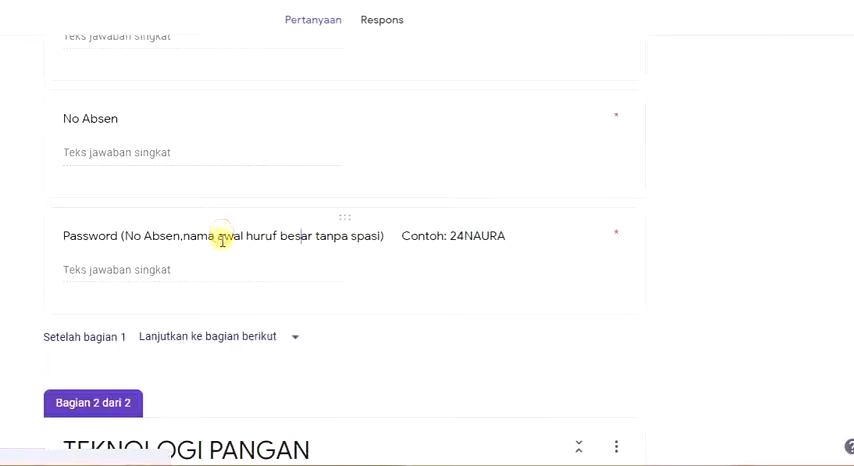 Pertanyaan Respons
Teks jawaban singkat
No Absen *
Teks jawaban singkat
Password (No Absen,nama awal huruf besar tanpa spasi) Contoh: 24NAURA *
Teks jawaban singkat
Setelah bagian 1 Lanjutkan ke bagian berikut
Bagian 2 dari 2
TEKNOLOGI PANGAN